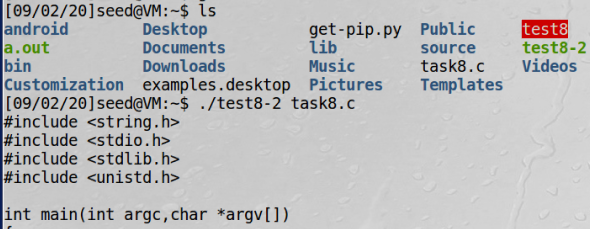 [09/02/20]seed@VM:~$ ls
android Desktop get-pip.py Public test8
a.out Documents lib source test8-2
bin Downloads Music task8.c Videos
Customization examples.desktop Pictures Templates
[09/02/20]seed@VM:~$ ./test8-2 task8.c
#include <string.h>
#include <stdio.h>
#include <stdlib.h>
#include <unistd.h>
int main(int argc,char *argv[])